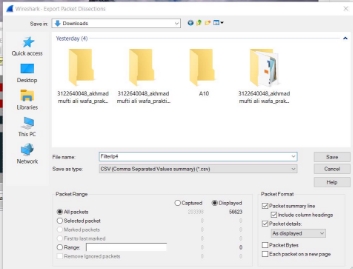 Wireshark · Export Packet Dissections
Save in: Downloads
Yesterday (4)
Quick access
Desktop
Libraries
This PC
Network
3122640048_akhmad
mufti ali wafa_prak...
3122640048_akhmad
mufti ali wafa_prakti...
A10
3122640048_akhmad
mufti ali wafa_prakti...
File name: Filterip4 Save
Save as type: CSV (Comma Separated Values summary) (*.csv) Cancel
Help
Packet Range
Captured Displayed
All packets 56623
Selected packet
Marked packets
First to last marked
Range: 0
Remove Ignored packets
Packet Format
Packet summary line
Include column headings
Packet details:
As displayed
Packet Bytes
Each packet on a new page